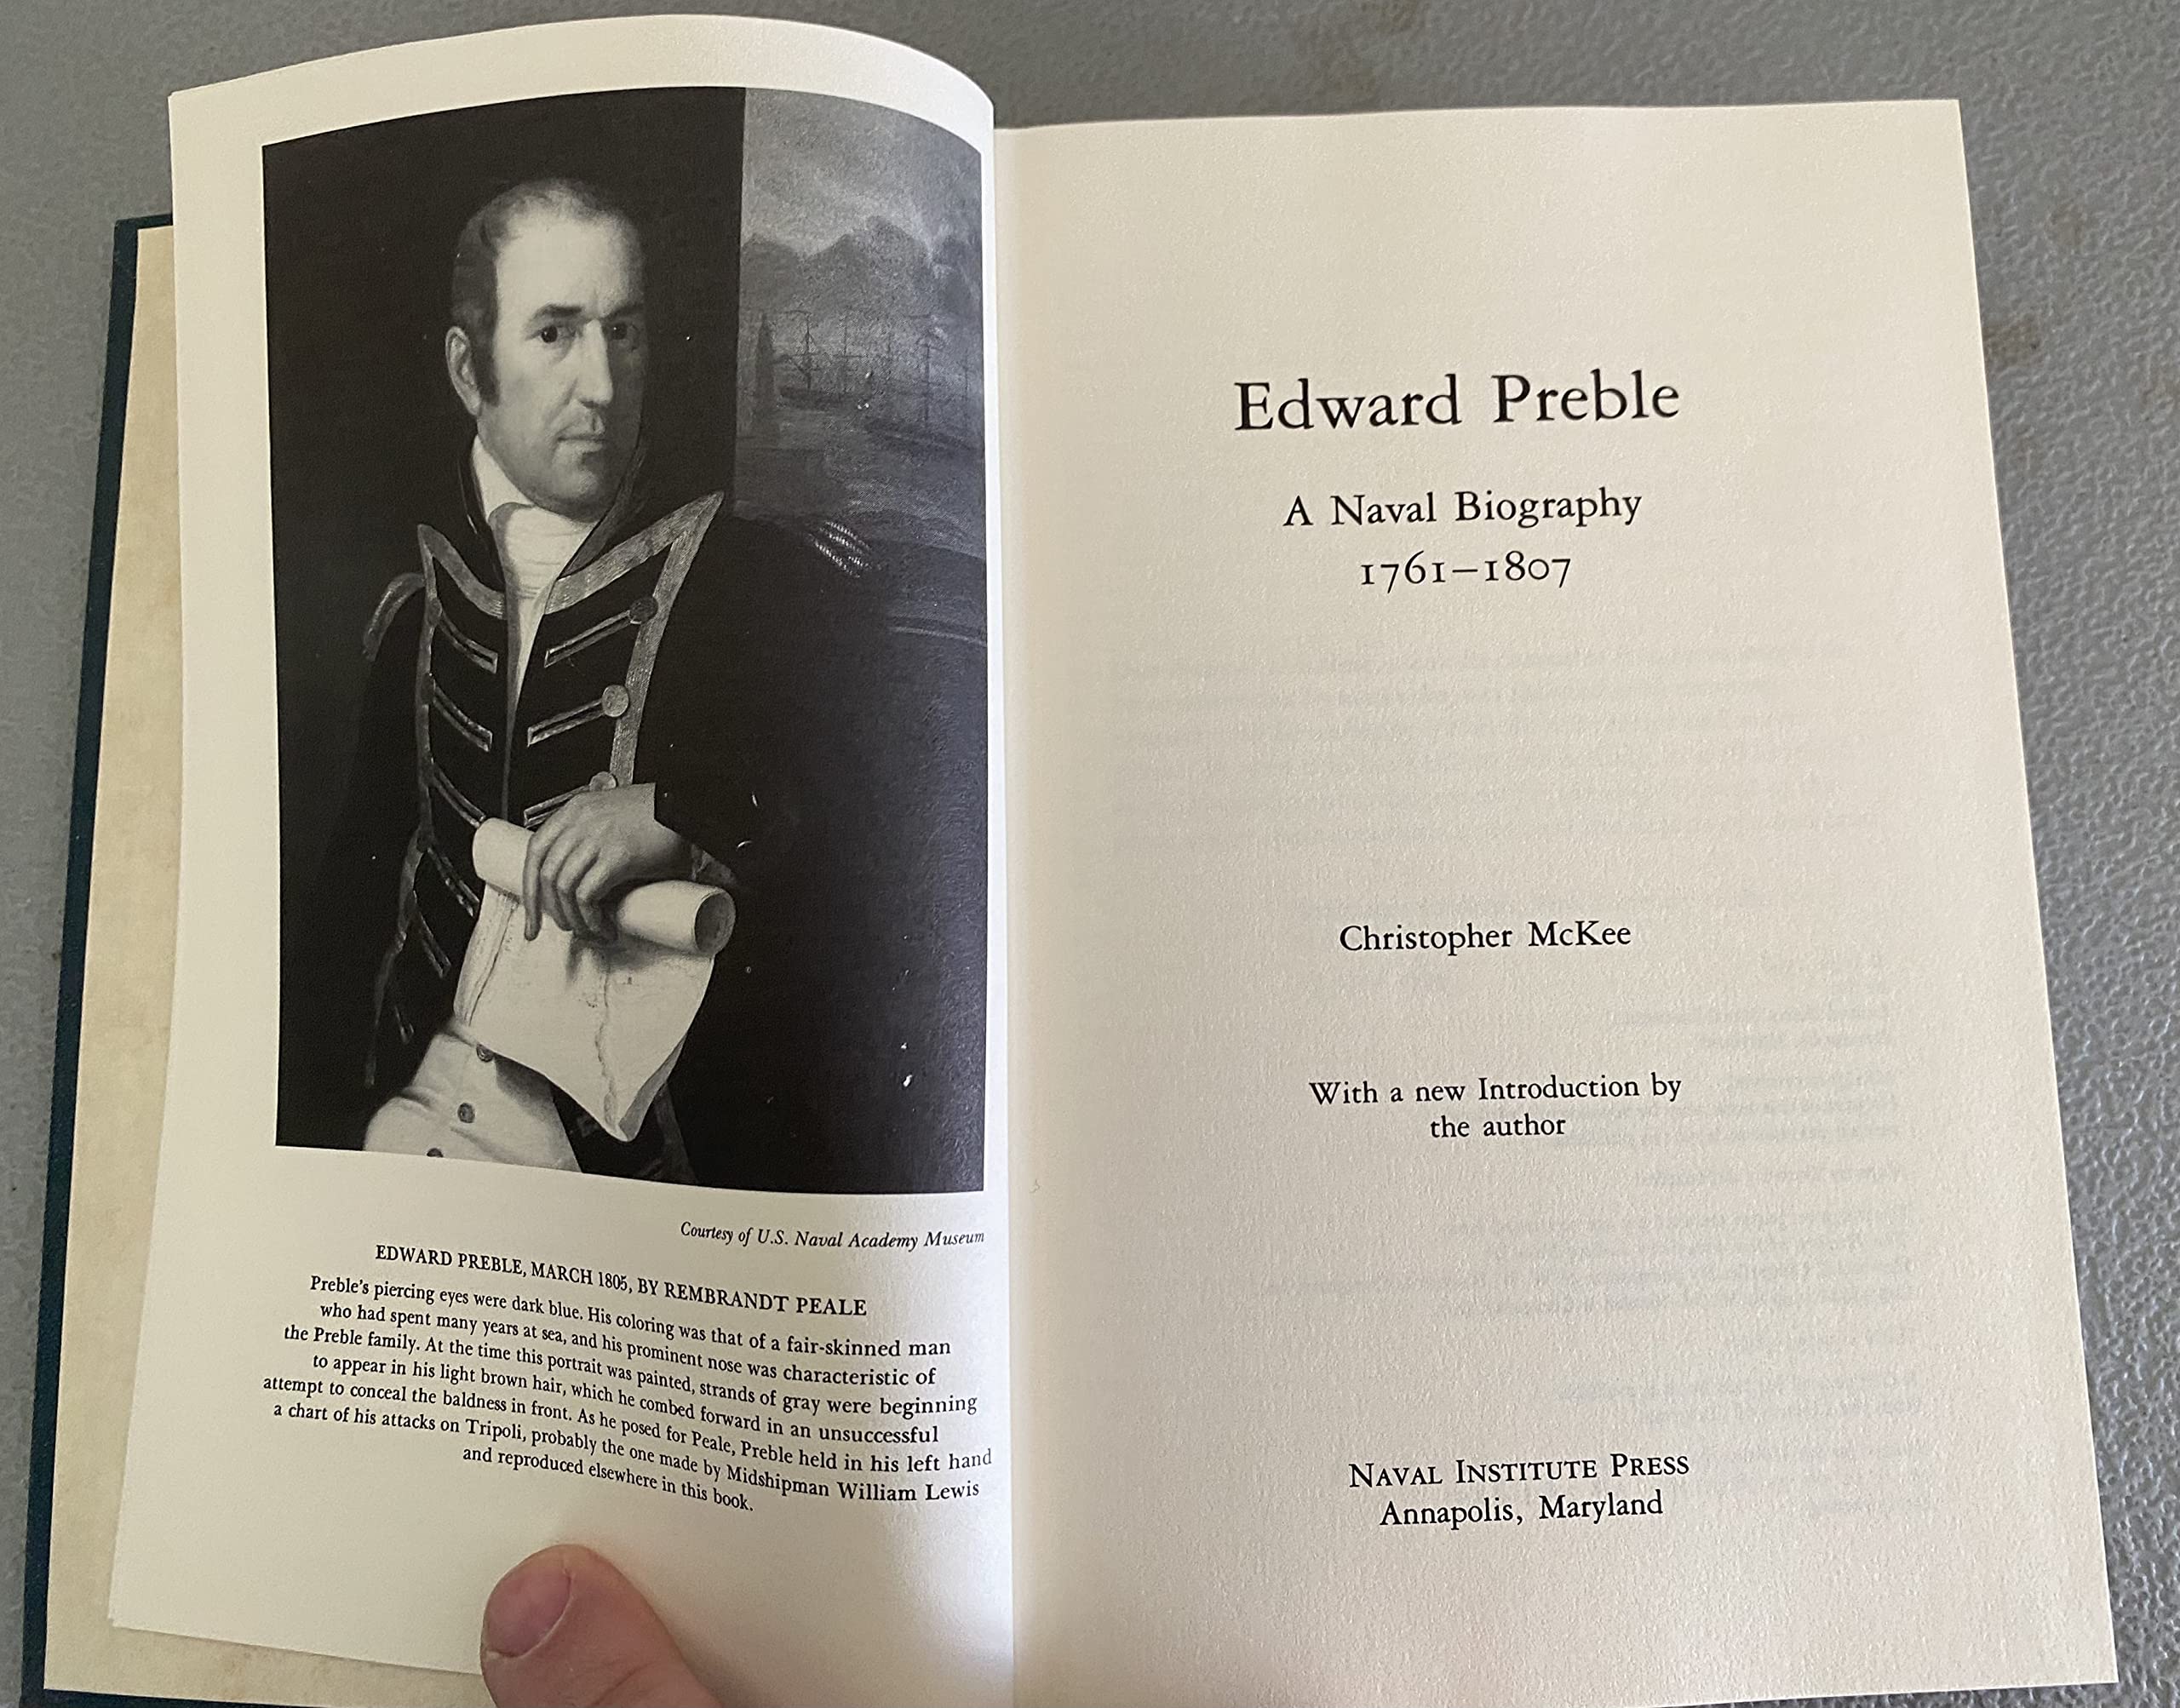 Courtesy of U.S. Naval Academy Museum
EDWARD PREBLE, MARCH 1805, BY REMBRANDT PEALE
Preble's piercing eyes were dark blue. His coloring was that of a fair-skinned man
who had spent many years at sea, and his prominent nose was characteristic of
the Preble family. At the time this portrait was painted, strands of gray were beginning
to appear in his light brown hair, which he combed forward in an unsuccessful
attempt to conceal the baldness in front. As he posed for Peale, Preble held in his left hand
a chart of his attacks on Tripoli, probably the one made by Midshipman William Lewis
and reproduced elsewhere in this book.
Edward Preble
A Naval Biography
1761–1807
Christopher McKee
With a new Introduction by
the author
NAVAL INSTITUTE PRESS
Annapolis, Maryland